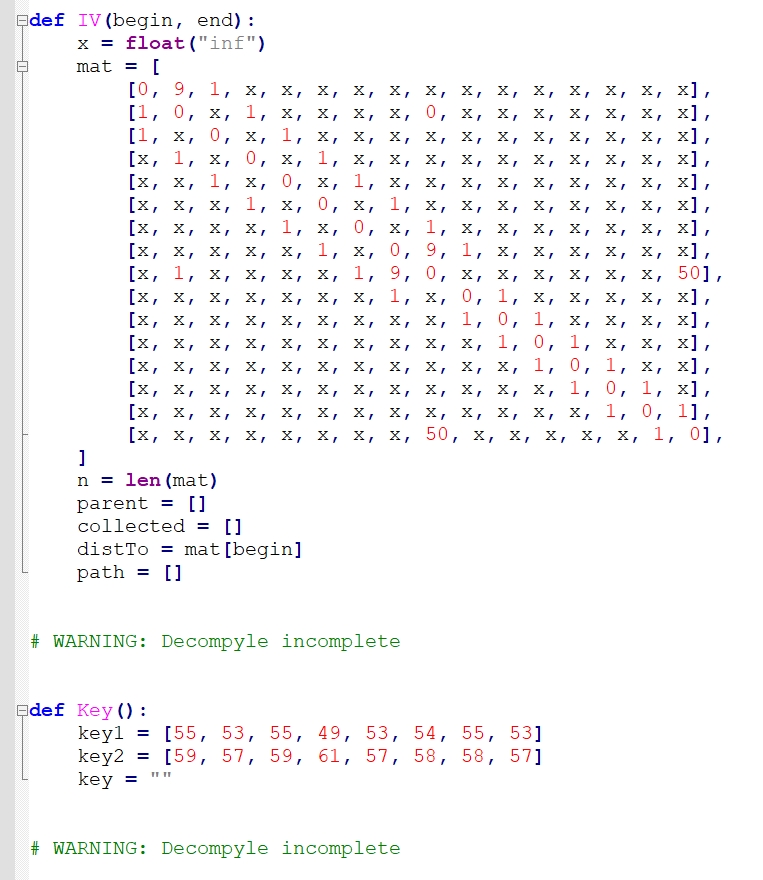 def IV(begin, end):
x = float("inf")
mat = [
[0, 9, 1, x, x, x, x, x, x, x, x, x, x, x, x, x],
[1, 0, x, 1, x, x, x, x, 0, x, x, x, x, x, x, x],
[1, x, 0, x, 1, x, x, x, x, x, x, x, x, x, x, x],
[x, 1, x, 0, x, 1, x, x, x, x, x, x, x, x, x, x],
[x, x, 1, x, 0, x, 1, x, x, x, x, x, x, x, x, x],
[x, x, x, 1, x, 0, x, 1, x, x, x, x, x, x, x, x],
[x, x, x, x, 1, x, 0, x, 1, x, x, x, x, x, x, x],
[x, x, x, x, x, 1, x, 0, 9, 1, x, x, x, x, x, x],
[x, 1, x, x, x, x, 1, 9, 0, x, x, x, x, x, x, 50],
[x, x, x, x, x, x, x, 1, x, 0, 1, x, x, x, x, x],
[x, x, x, x, x, x, x, x, x, 1, 0, 1, x, x, x, x],
[x, x, x, x, x, x, x, x, x, x, 1, 0, 1, x, x, x],
[x, x, x, x, x, x, x, x, x, x, x, 1, 0, 1, x, x],
[x, x, x, x, x, x, x, x, x, x, x, x, 1, 0, 1, x],
[x, x, x, x, x, x, x, x, x, x, x, x, x, 1, 0, 1],
[x, x, x, x, x, x, x, x, 50, x, x, x, x, x, 1, 0],
]
n = len(mat)
parent = []
collected = []
distTo = mat[begin]
path = []
# WARNING: Decompyle incomplete
def Key():
key1 = [55, 53, 55, 49, 53, 54, 55, 53]
key2 = [59, 57, 59, 61, 57, 58, 58, 57]
key = ""
# WARNING: Decompyle incomplete